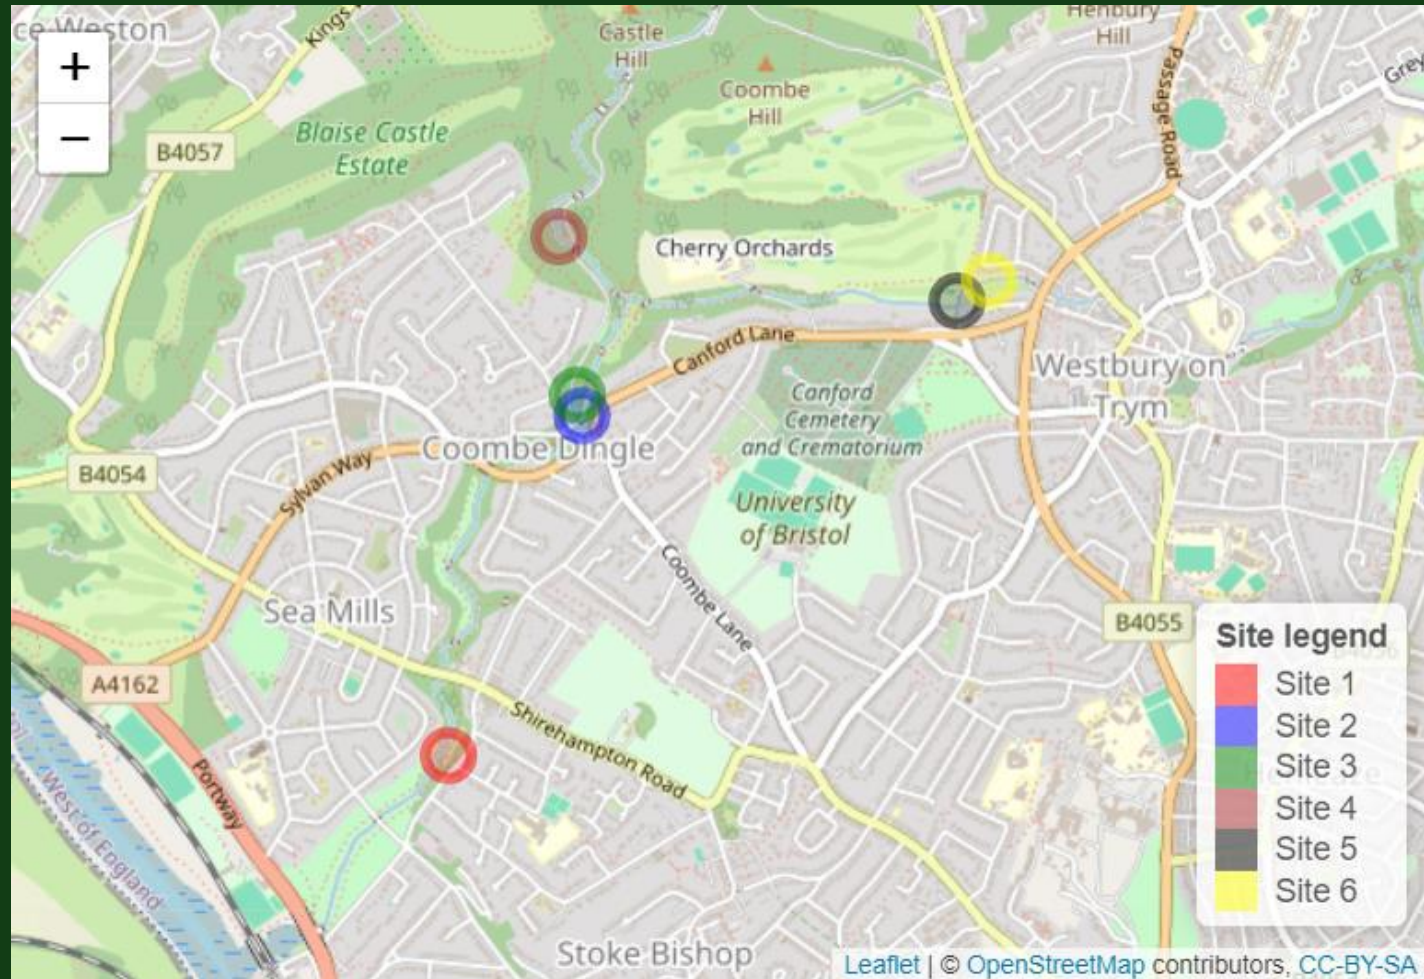 ce Weston
Kings
Castle
Hill
Henbury
Hill
+
−
Coombe
Hill
Passage Road
Grey
Blaise Castle
Estate
B4057
Cherry Orchards
Canford Lane
Westbury on
Trym
Canford
Cemetery
and Crematorium
Coombe Dingle
B4054
Sylvan Way
University
of Bristol
Coombe Lane
Sea Mills
B4055
A4162
Shirehampton Road
Portway
West of England
Stoke Bishop
Site legend
Site 1
Site 2
Site 3
Site 4
Site 5
Site 6
Leaflet | © OpenStreetMap contributors, CC-BY-SA